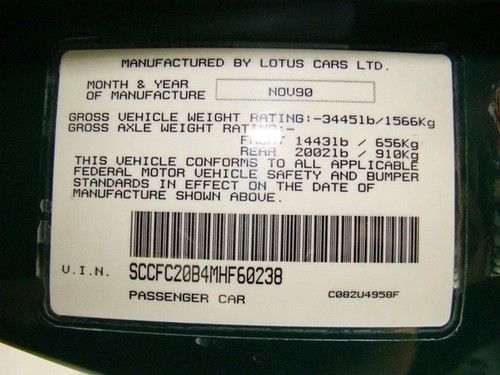 MANUFACTURED BY LOTUS CARS LTD.
MONTH & YEAR
OF MANUFACTURE NOV90
GROSS VEHICLE WEIGHT RATING:-3445lb/1566Kg
GROSS AXLE WEIGHT RATING:-
FRONT 1443lb / 656Kg
REAR 2002lb / 910Kg
THIS VEHICLE CONFORMS TO ALL APPLICABLE
FEDERAL MOTOR VEHICLE SAFETY AND BUMPER
STANDARDS IN EFFECT ON THE DATE OF
MANUFACTURE SHOWN ABOVE.
V.I.N. SCCFC20B4MHF60238
PASSENGER CAR C082U4958F